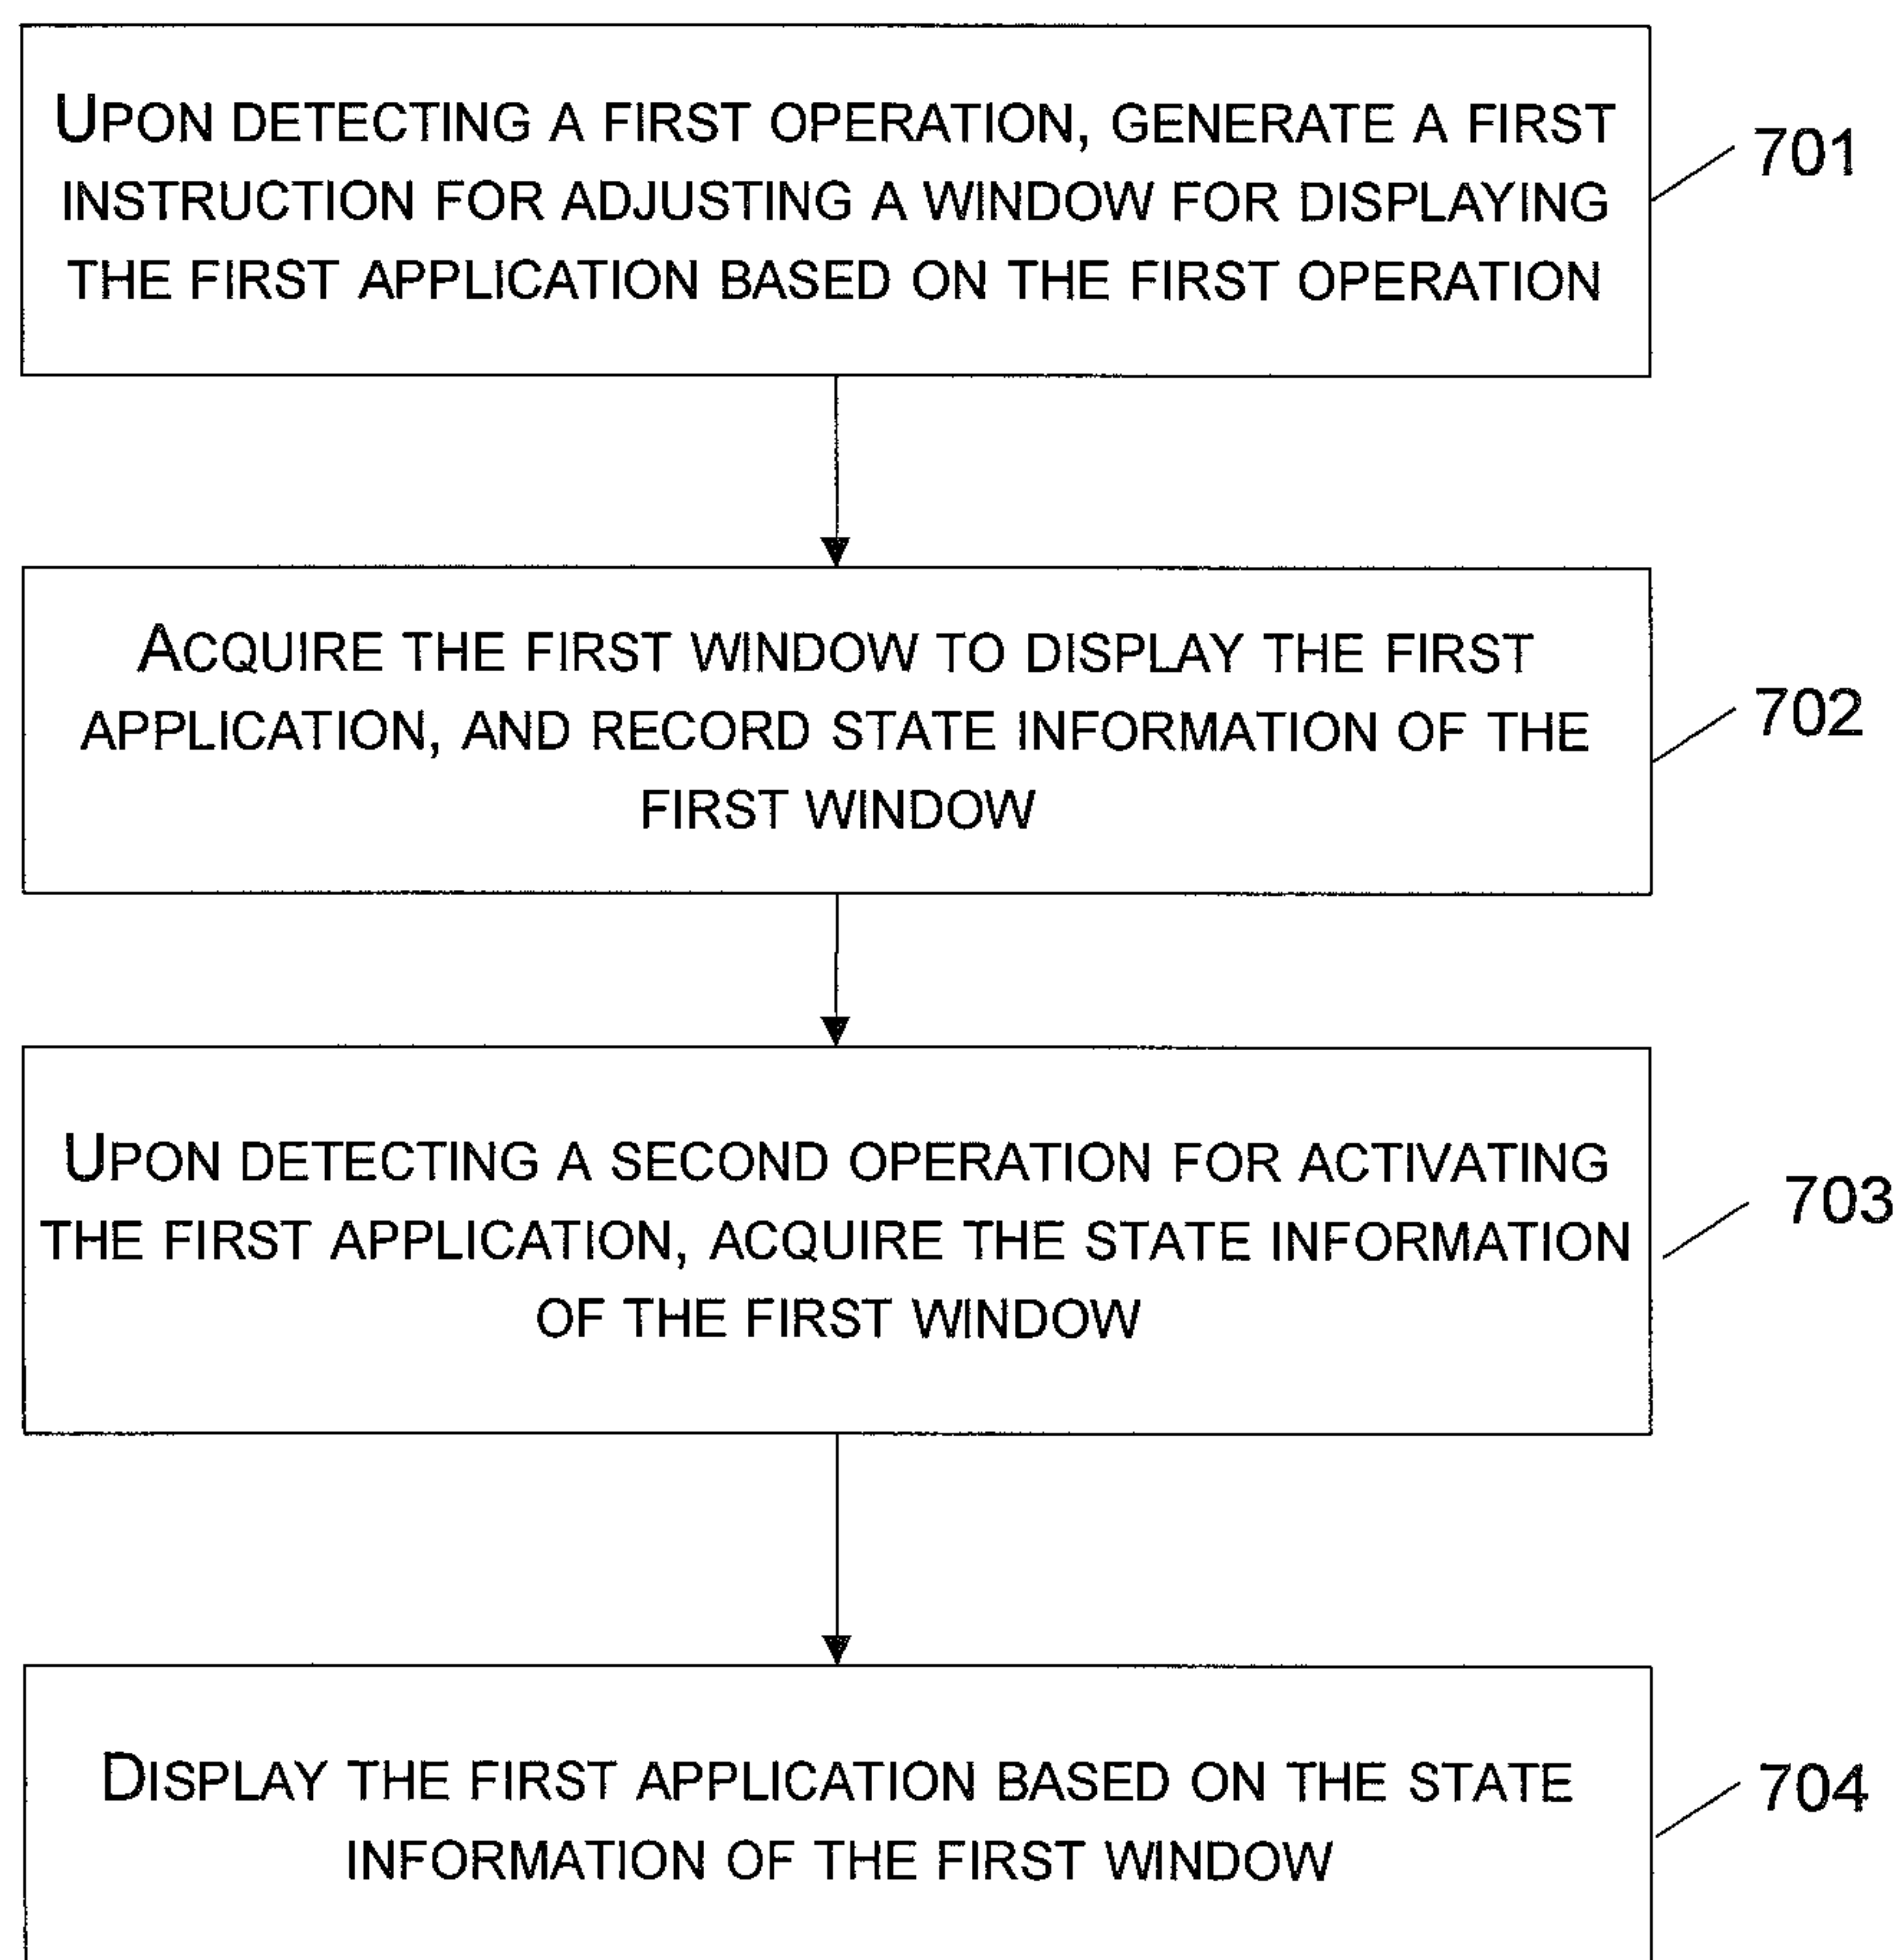 UPON DETECTING A FIRST OPERATION, GENERATE A FIRST
INSTRUCTION FOR ADJUSTING A WINDOW FOR DISPLAYING
THE FIRST APPLICATION BASED ON THE FIRST OPERATION
701
ACQUIRE THE FIRST WINDOW TO DISPLAY THE FIRST
APPLICATION, AND RECORD STATE INFORMATION OF THE
FIRST WINDOW
702
UPON DETECTING A SECOND OPERATION FOR ACTIVATING
THE FIRST APPLICATION, ACQUIRE THE STATE INFORMATION
OF THE FIRST WINDOW
703
DISPLAY THE FIRST APPLICATION BASED ON THE STATE
INFORMATION OF THE FIRST WINDOW
704